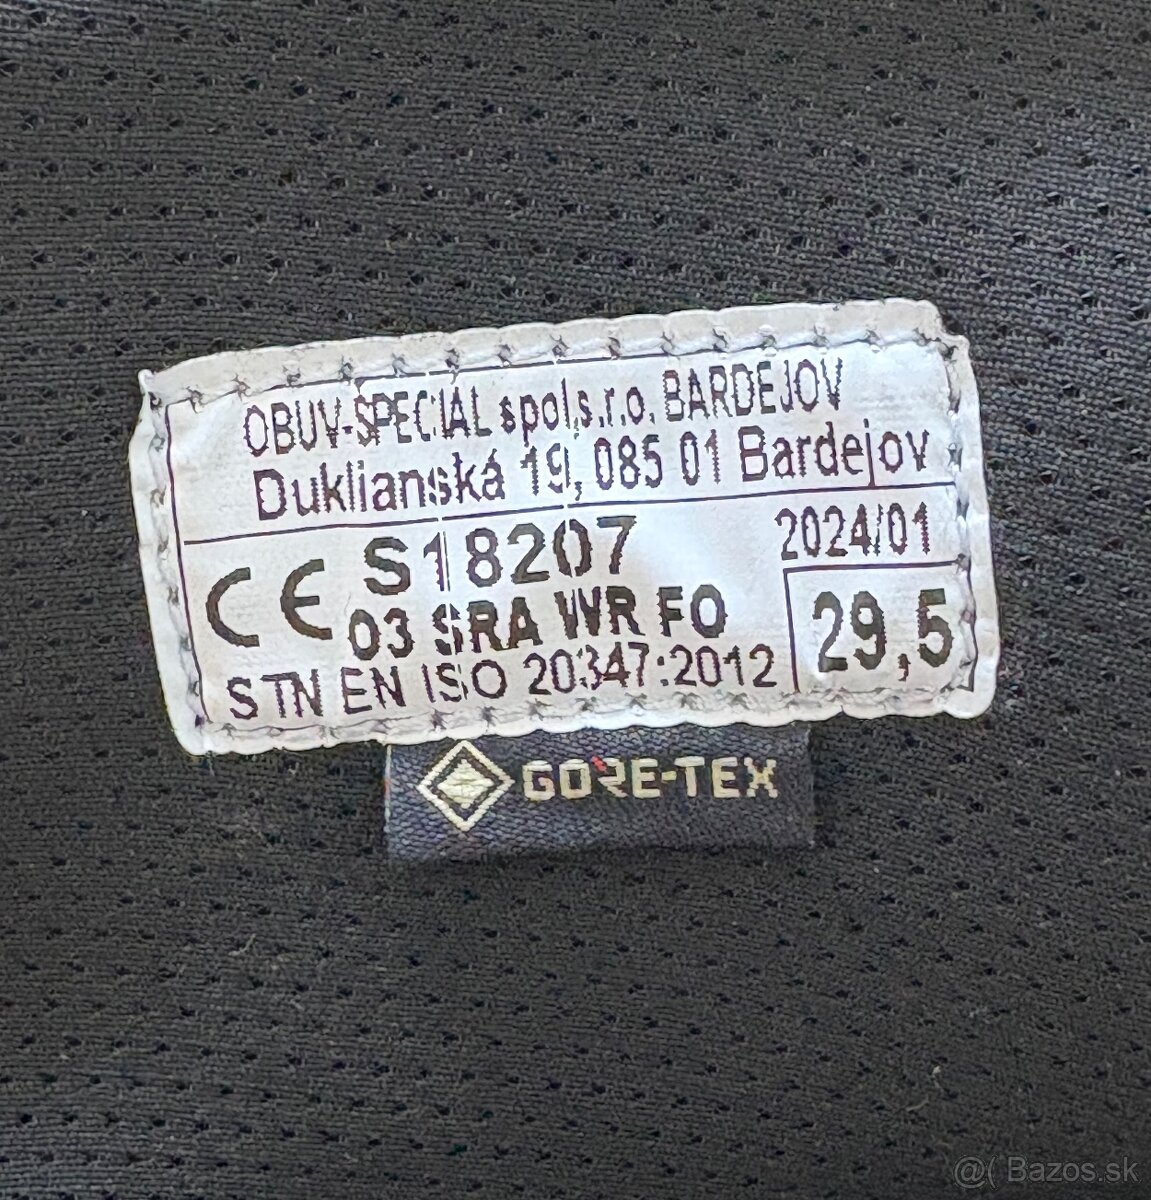 OBUV-ŠPECIÁL spol.s.r.o. BARDEJOV
Duklianská 19, 085 01 Bardejov
CE S18207 2024/01
03 SRA WR FO 29,5
STN EN ISO 20347:2012
GORE-TEX
@( Bazos.sk